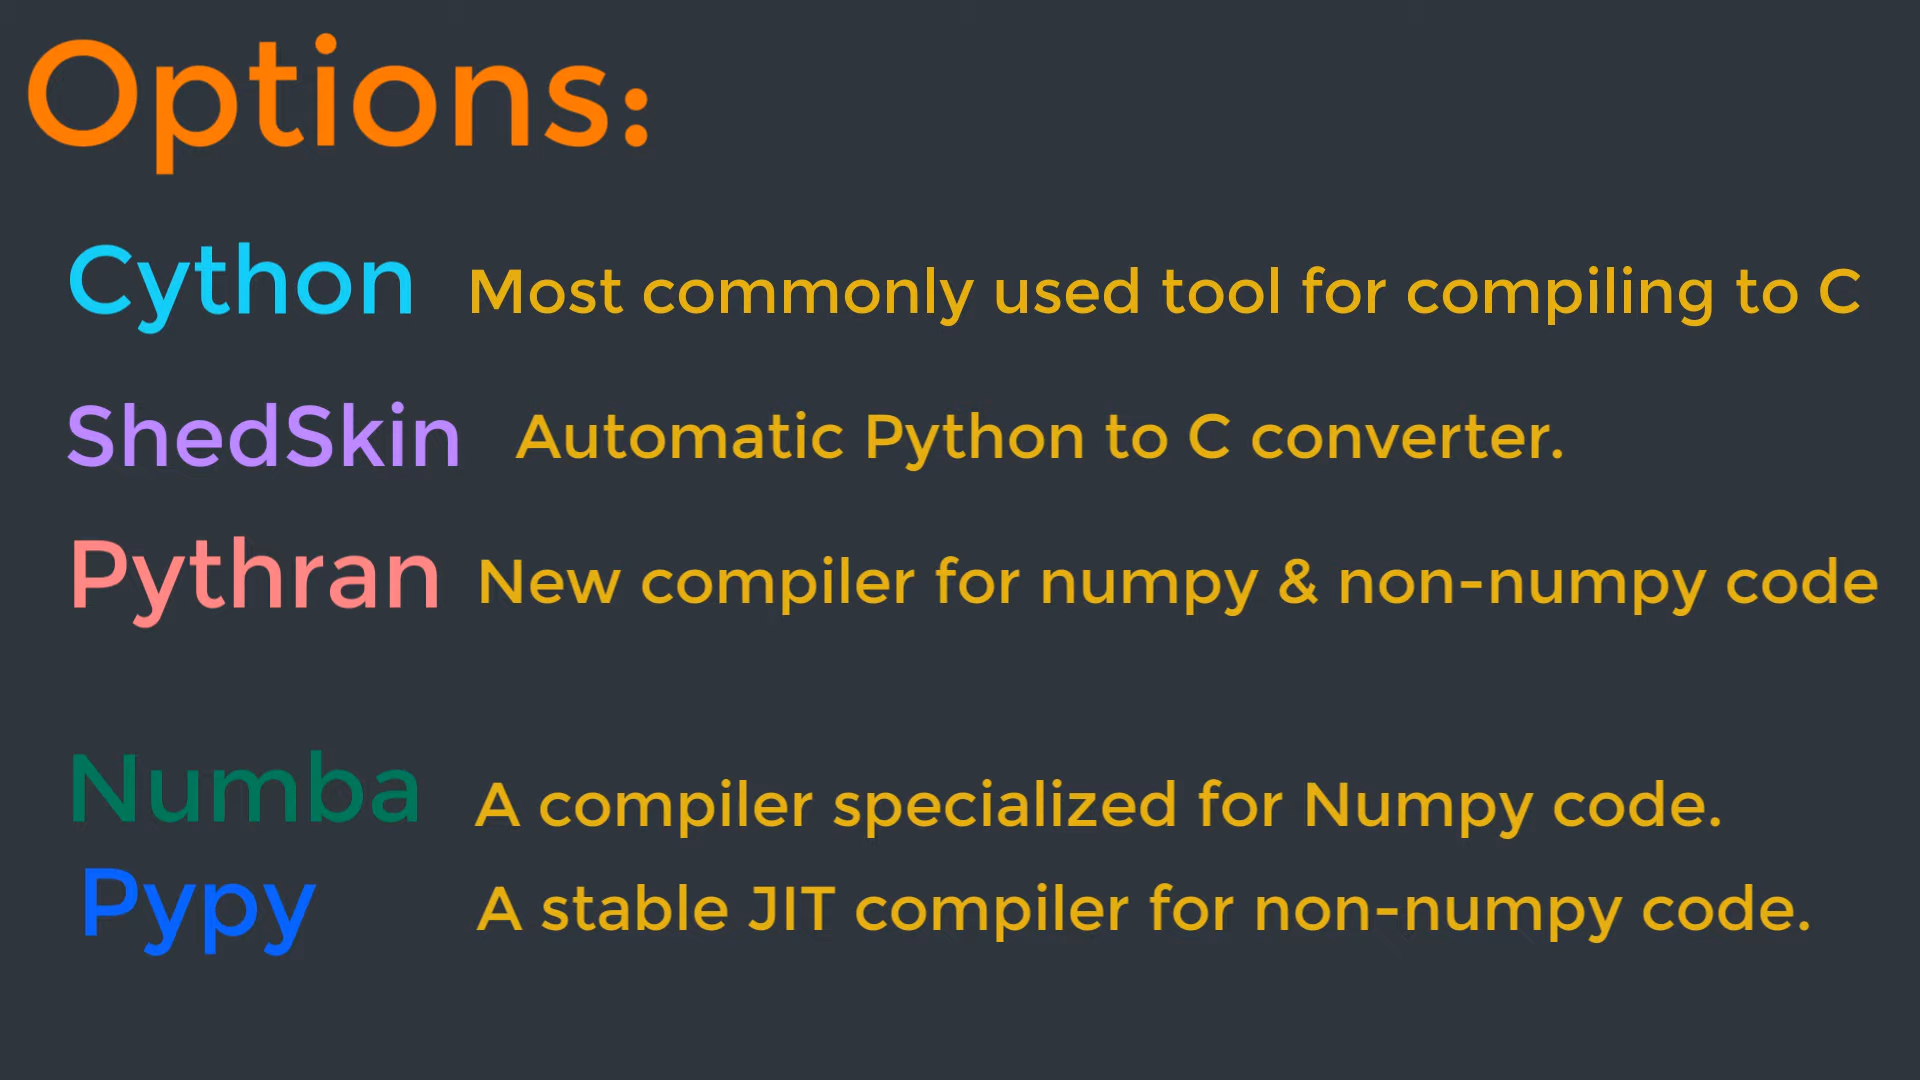 Options:
Cython Most commonly used tool for compiling to C
ShedSkin Automatic Python to C converter.
Pythran New compiler for numpy & non-numpy code
Numba A compiler specialized for Numpy code.
Pypy A stable JIT compiler for non-numpy code.